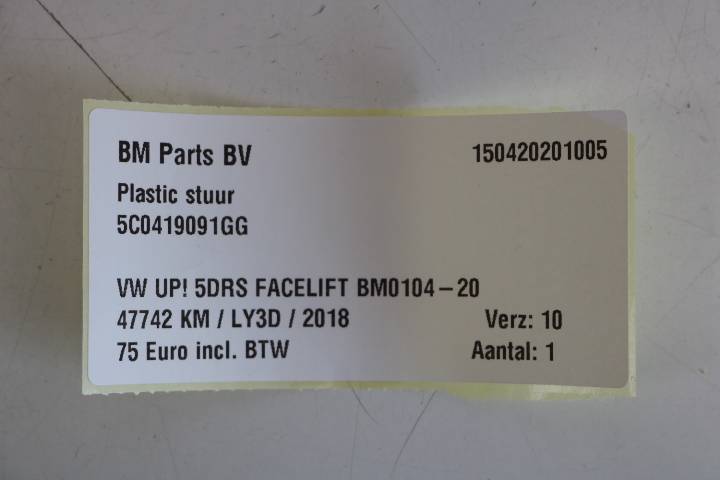 BM Parts BV 150420201005
Plastic stuur
5C0419091GG
VW UP! 5DRS FACELIFT BM0104-20
47742 KM / LY3D / 2018 Verz: 10
75 Euro incl. BTW Aantal: 1